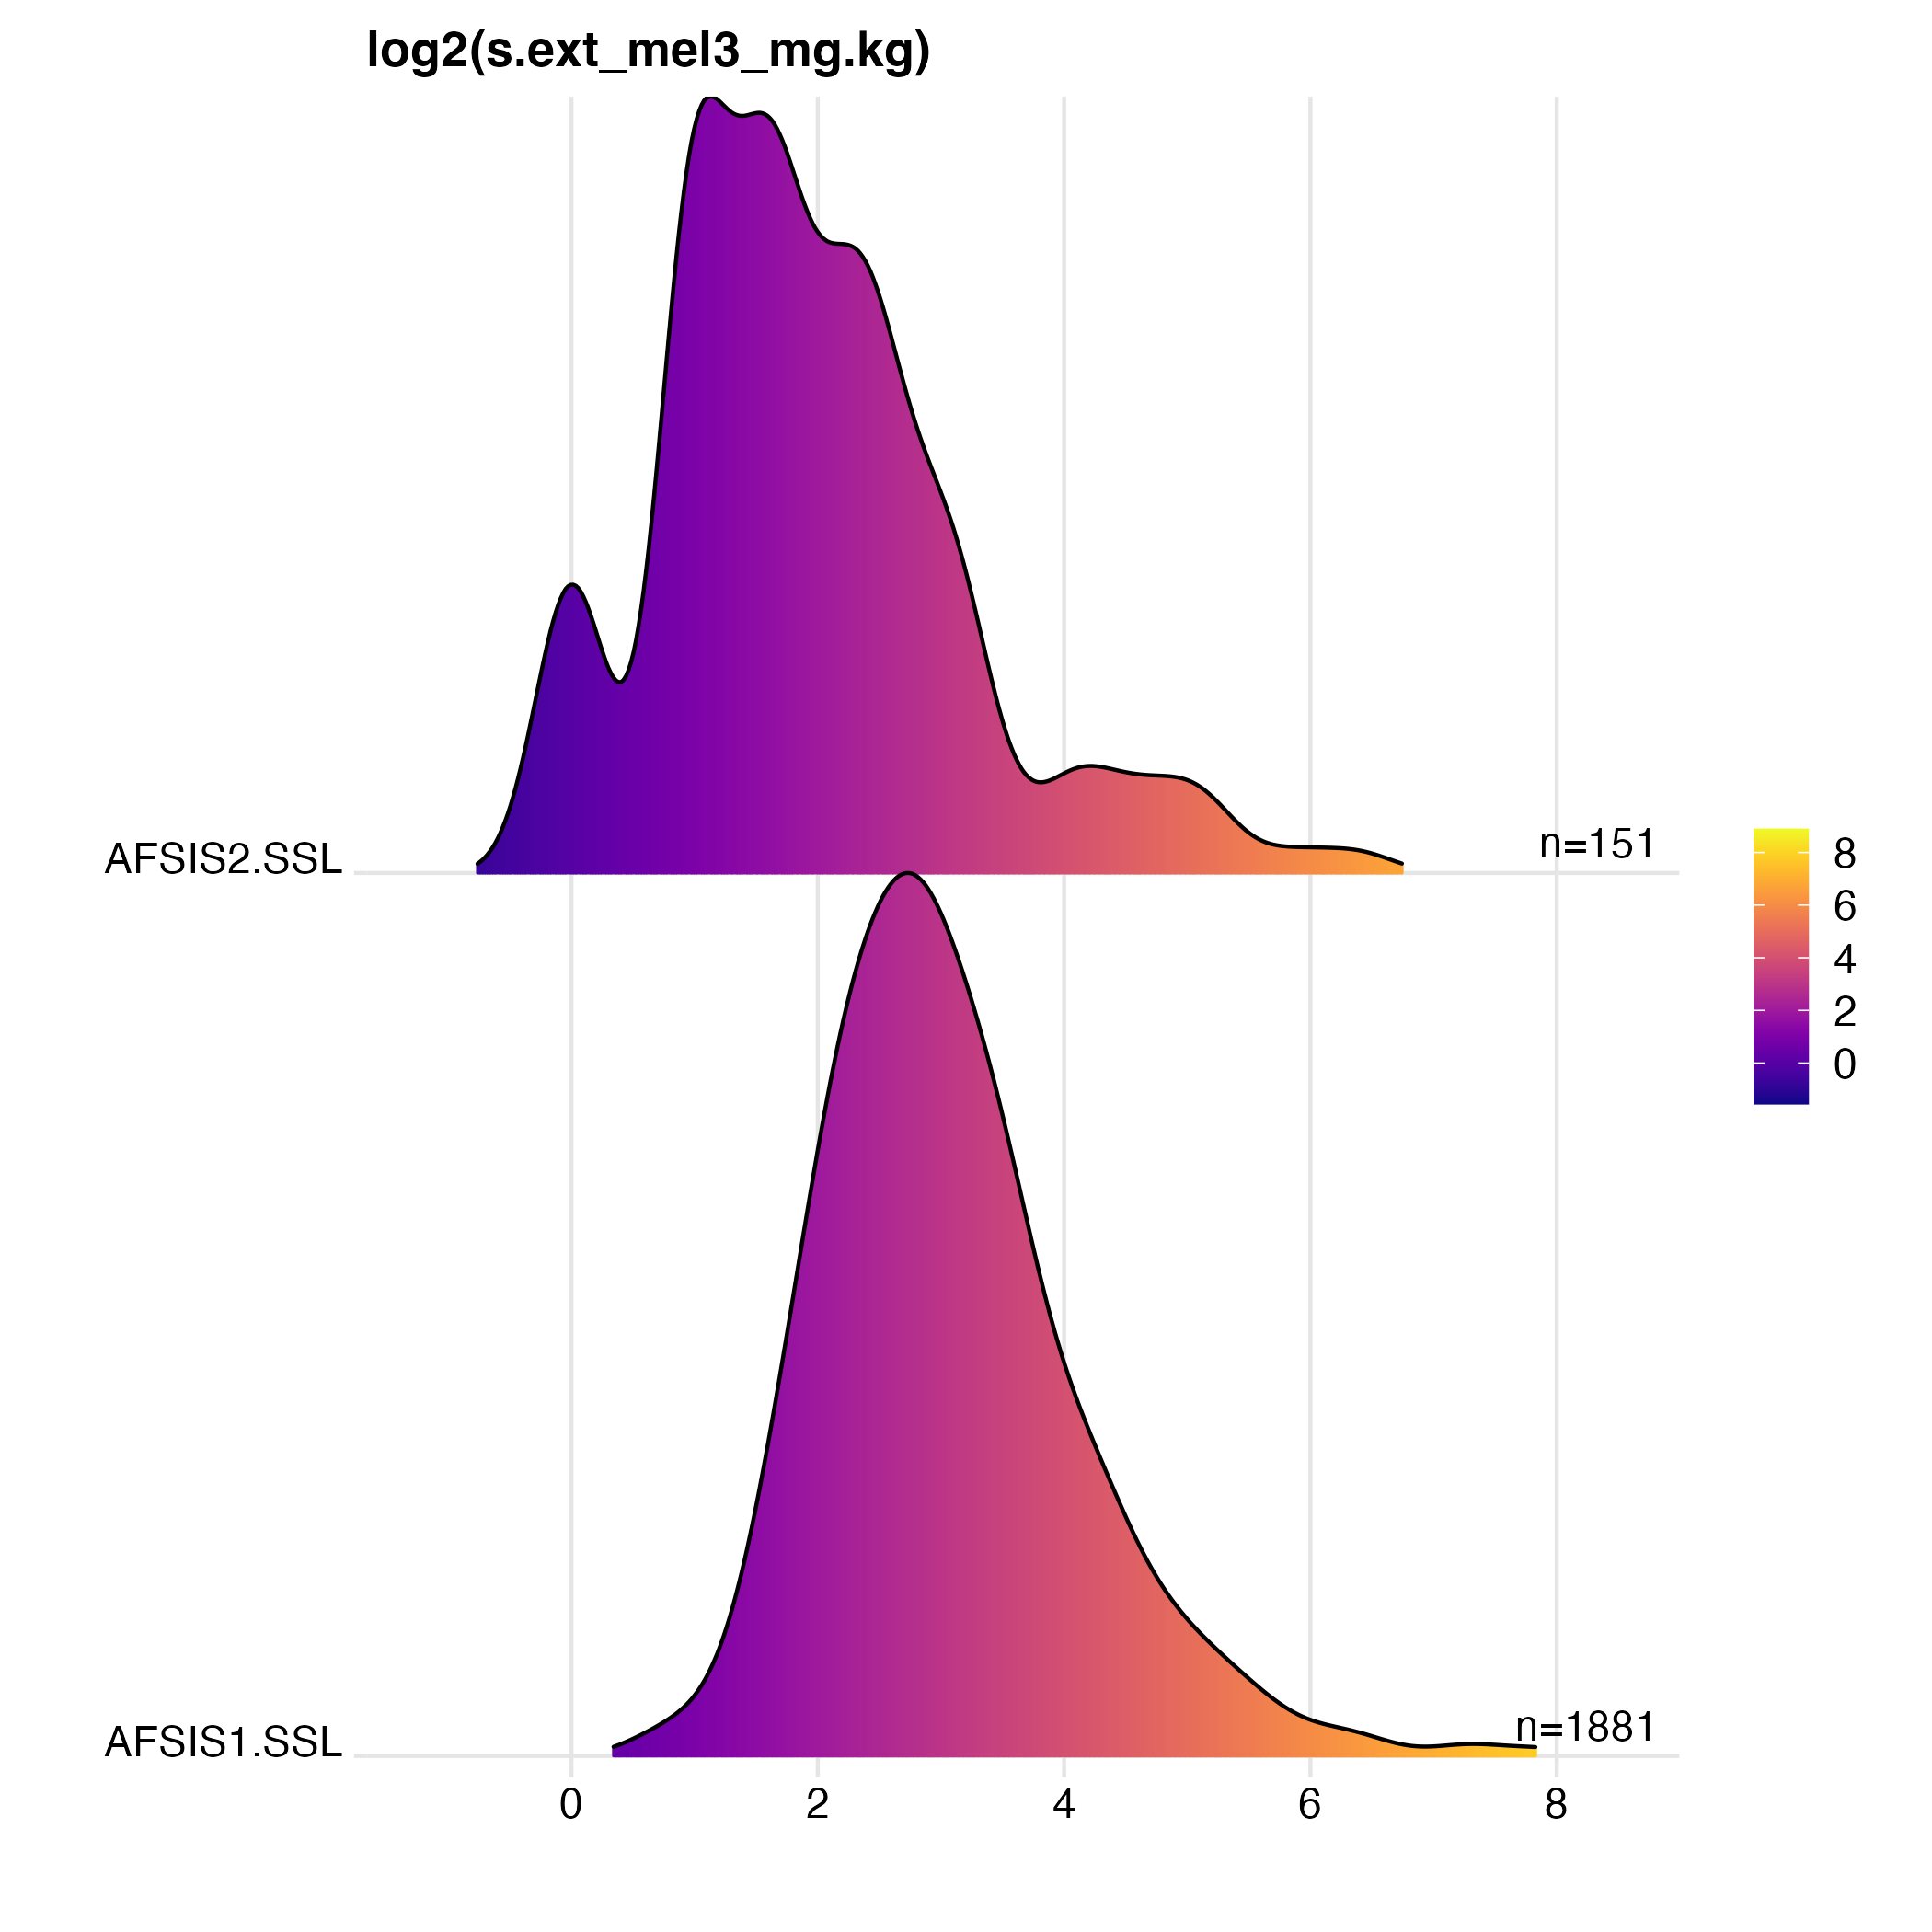 log2(s.ext_mel3_mg.kg)
AFSIS2.SSL
n=151
8
6
4
2
0
AFSIS1.SSL
n=1881
0 2 4 6 8